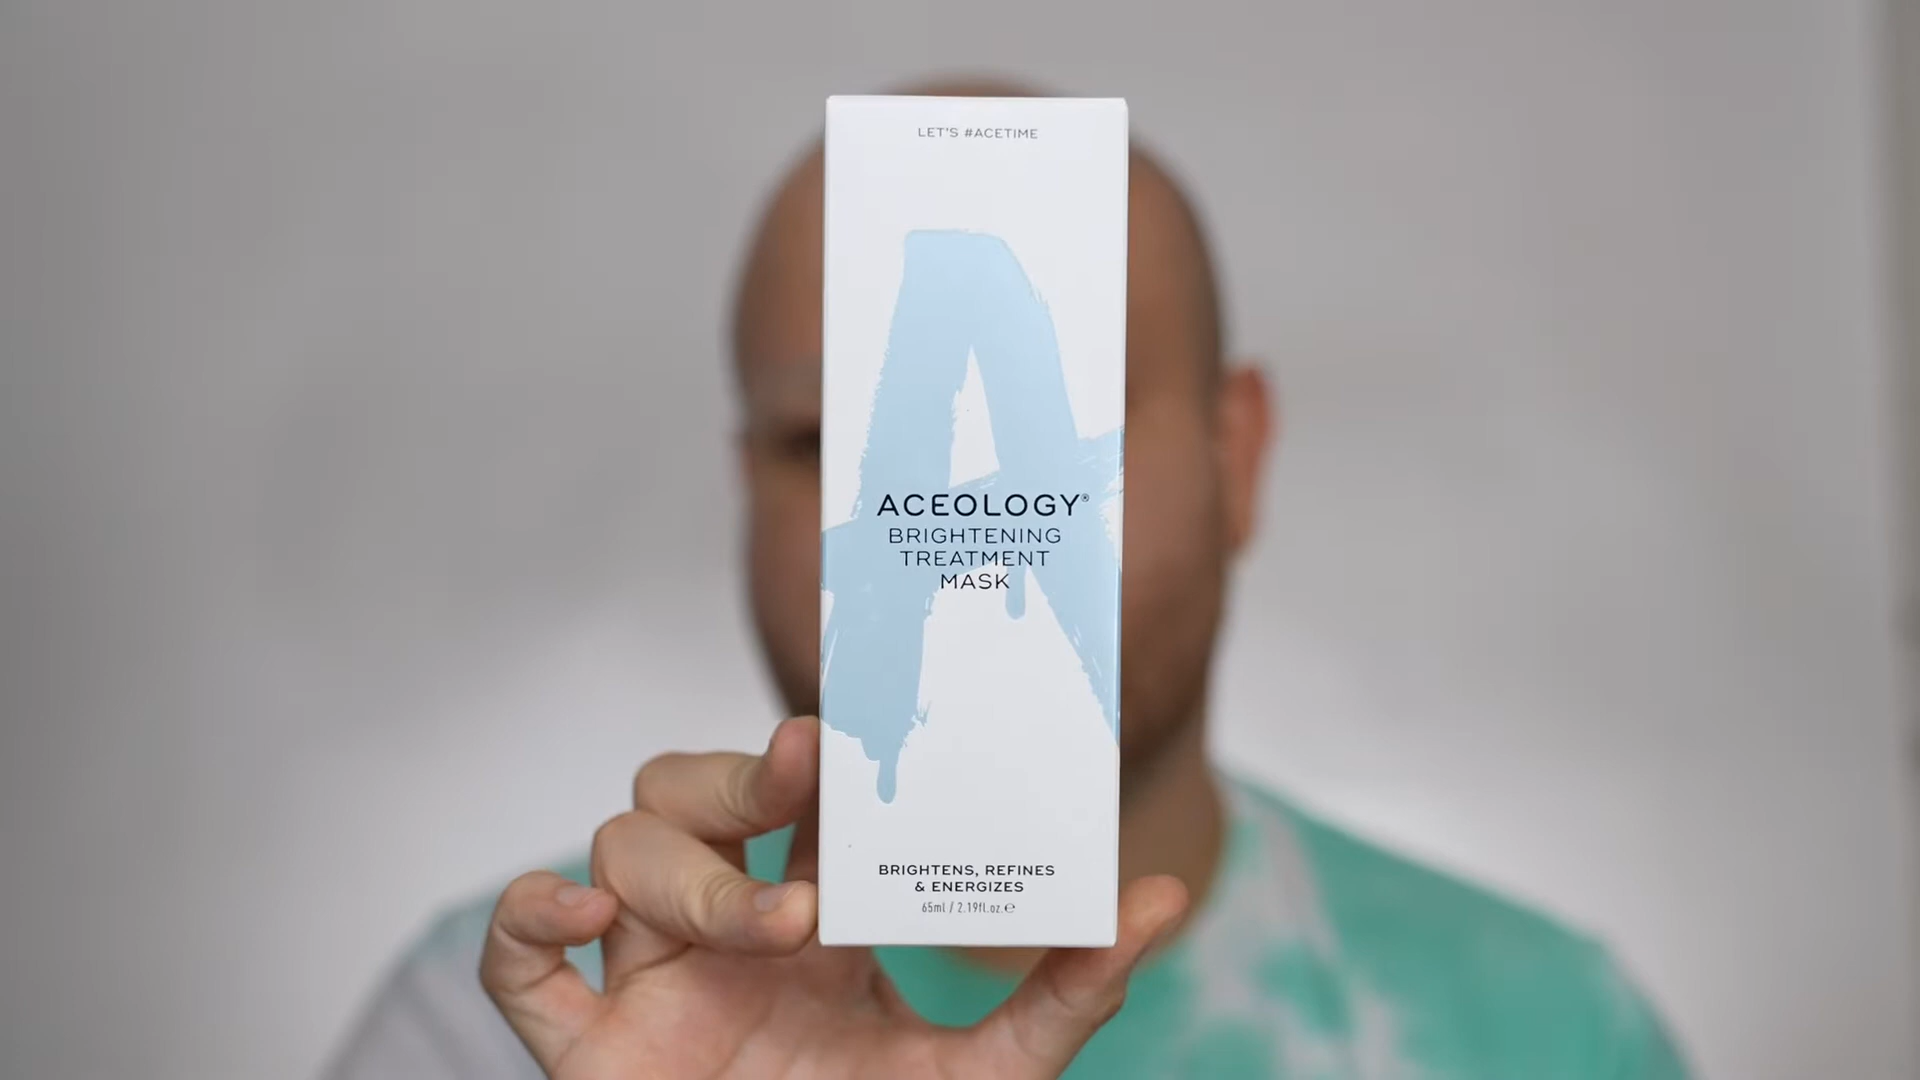 LET'S #ACETIME
ACEOLOGY®
BRIGHTENING
TREATMENT
MASK
BRIGHTENS, REFINES
& ENERGIZES
65ml / 2.19fl.oz.℮